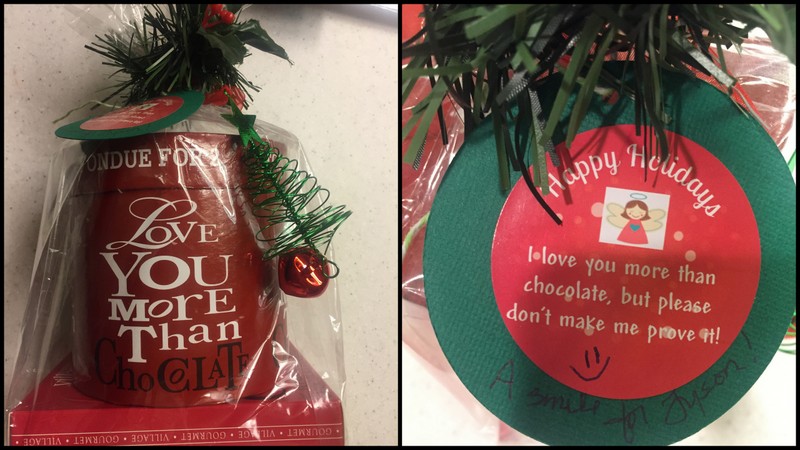 FONDUE FOR 2
LOVE
YOU
MORE
Than
ChoCoLATE
• GOURMET VILLAGE • GOURMET VILLAGE •
Happy Holidays
I love you more than
chocolate, but please
don't make me prove it!
A smile for Tyson!